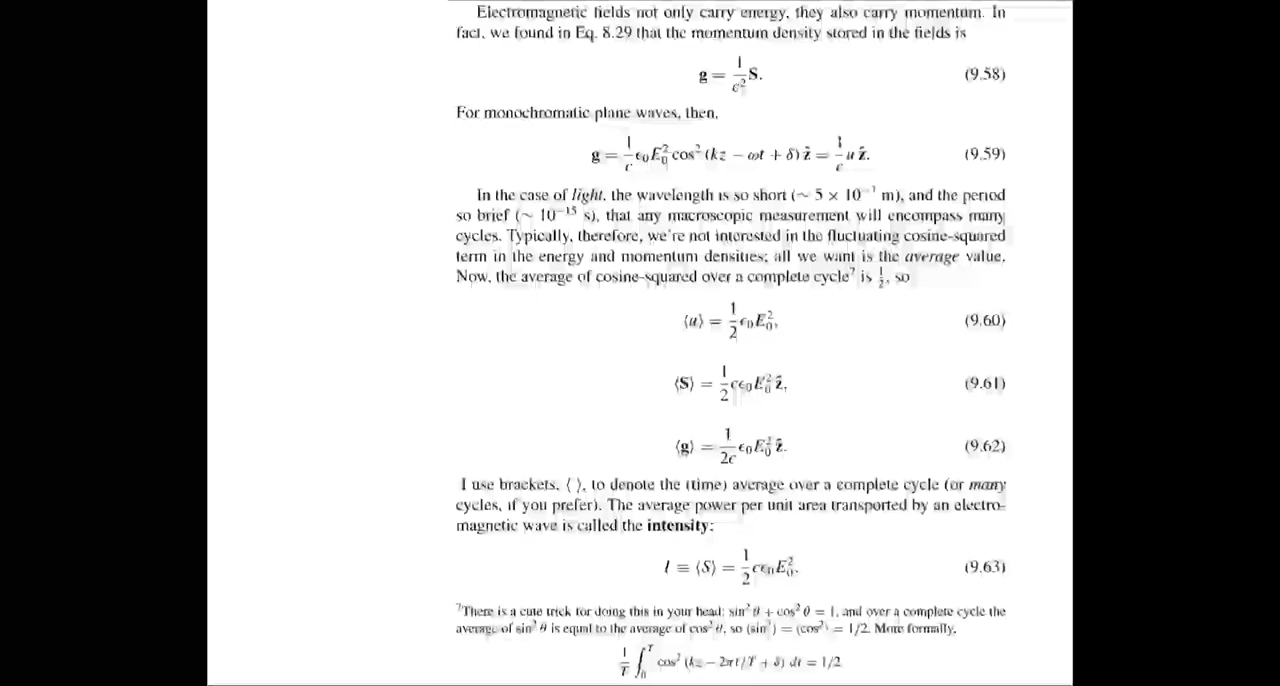 Electromagnetic fields not only carry energy, they also carry momentum. In
fact, we found in Eq. 8.29 that the momentum density stored in the fields is
g = 1/c² S. (9.58)
For monochromatic plane waves, then,
g = 1/c ϵ₀E₀² cos² (kz − ωt + δ) ẑ = 1/c u ẑ. (9.59)
In the case of light, the wavelength is so short (∼ 5 × 10⁻⁷ m), and the period
so brief (∼ 10⁻¹⁵ s), that any macroscopic measurement will encompass many
cycles. Typically, therefore, we're not interested in the fluctuating cosine-squared
term in the energy and momentum densities; all we want is the average value.
Now, the average of cosine-squared over a complete cycle⁷ is ½, so
⟨u⟩ = 1/2 ϵ₀E₀², (9.60)
⟨S⟩ = 1/2 cϵ₀E₀² ẑ, (9.61)
⟨g⟩ = 1/2c ϵ₀E₀² ẑ. (9.62)
I use brackets, ⟨ ⟩, to denote the (time) average over a complete cycle (or many
cycles, if you prefer). The average power per unit area transported by an electro-
magnetic wave is called the intensity:
I ≡ ⟨S⟩ = 1/2 cϵ₀E₀². (9.63)
⁷There is a cute trick for doing this in your head: sin² θ + cos² θ = 1, and over a complete cycle the
average of sin² θ is equal to the average of cos² θ, so ⟨sin²⟩ = ⟨cos²⟩ = 1/2. More formally,
1/T ∫₀ᵀ cos² (kz − 2πt/T + δ) dt = 1/2